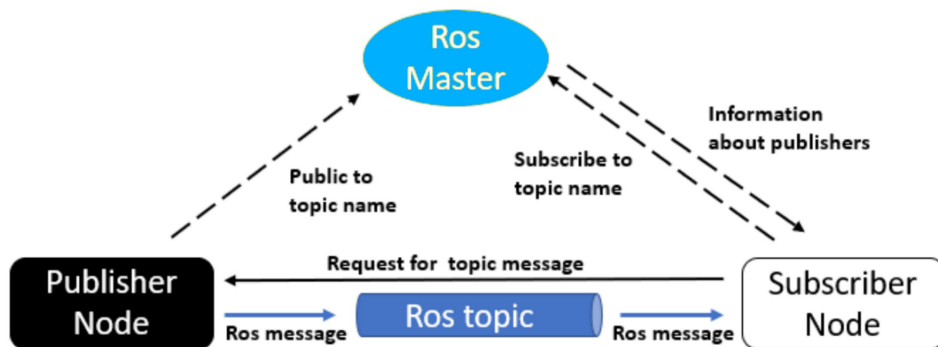 Ros
Master
Information
about publishers
Subscribe to
topic name
Public to
topic name
Request for topic message
Publisher
Node
Ros message
Ros topic
Ros message
Subscriber
Node